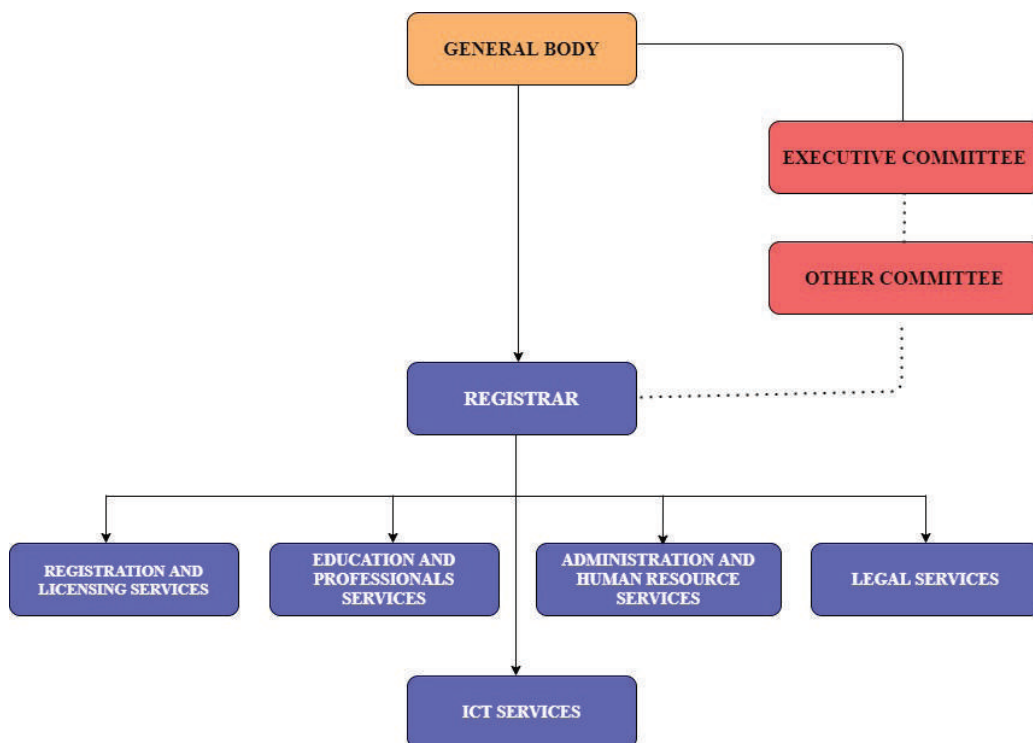 GENERAL BODY
EXECUTIVE COMMITTEE
OTHER COMMITTEE
REGISTRAR
REGISTRATION AND
LICENSING SERVICES
EDUCATION AND
PROFESSIONALS
SERVICES
ADMINISTRATION AND
HUMAN RESOURCE
SERVICES
LEGAL SERVICES
ICT SERVICES